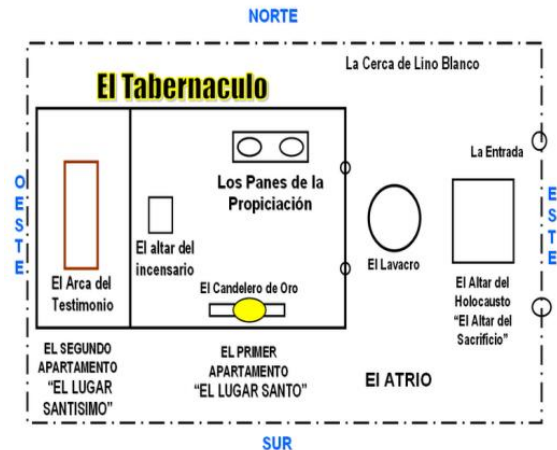 NORTE
La Cerca de Lino Blanco
El Tabernaculo
La Entrada
OESTE
ESTE
Los Panes de la
Propiciación
El altar del
incensario
El Arca del
Testimonio
El Candelero de Oro
El Lavacro
El Altar del
Holocausto
“El Altar del
Sacrificio”
EL SEGUNDO
APARTAMENTO
“EL LUGAR
SANTISIMO”
EL PRIMER
APARTAMENTO
“EL LUGAR SANTO”
El ATRIO
SUR